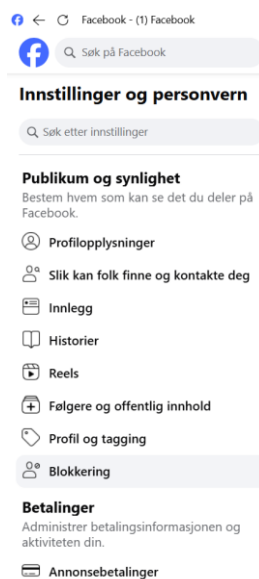 Facebook - (1) Facebook
Søk på Facebook
Innstillinger og personvern
Søk etter innstillinger
Publikum og synlighet
Bestem hvem som kan se det du deler på
Facebook.
Profilopplysninger
Slik kan folk finne og kontakte deg
Innlegg
Historier
Reels
Følgere og offentlig innhold
Profil og tagging
Blokkering
Betalinger
Administrer betalingsinformasjonen og
aktiviteten din.
Annonsebetalinger